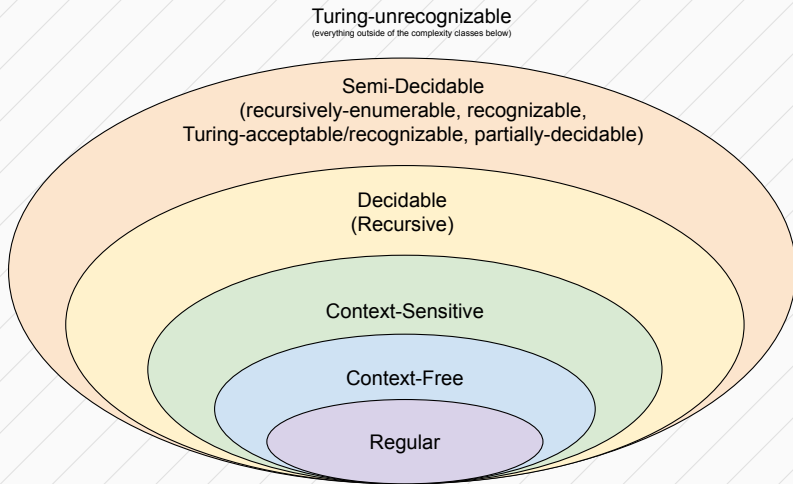 Turing-unrecognizable
(everything outside of the complexity classes below)
Semi-Decidable
(recursively-enumerable, recognizable,
Turing-acceptable/recognizable, partially-decidable)
Decidable
(Recursive)
Context-Sensitive
Context-Free
Regular